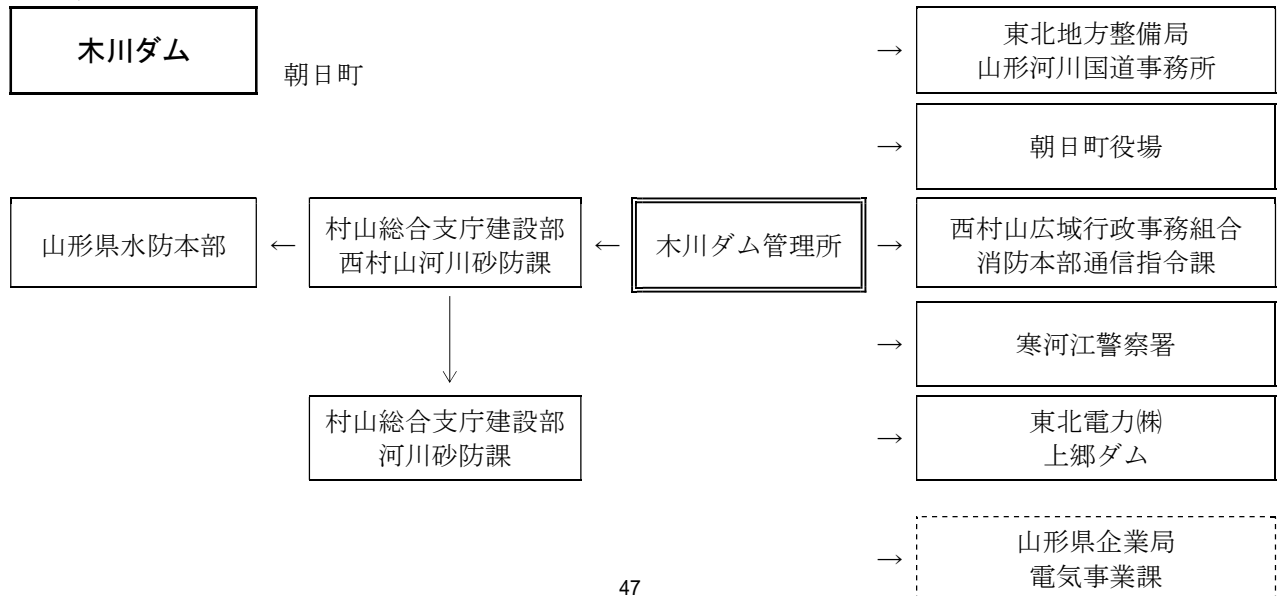 木川ダム
朝日町
→
東北地方整備局
山形河川国道事務所
→
朝日町役場
山形県水防本部
←
村山総合支庁建設部
西村山河川砂防課
←
木川ダム管理所
→
西村山広域行政事務組合
消防本部通信指令課
→
寒河江警察署
村山総合支庁建設部
河川砂防課
→
東北電力㈱
上郷ダム
→
山形県企業局
電気事業課
47